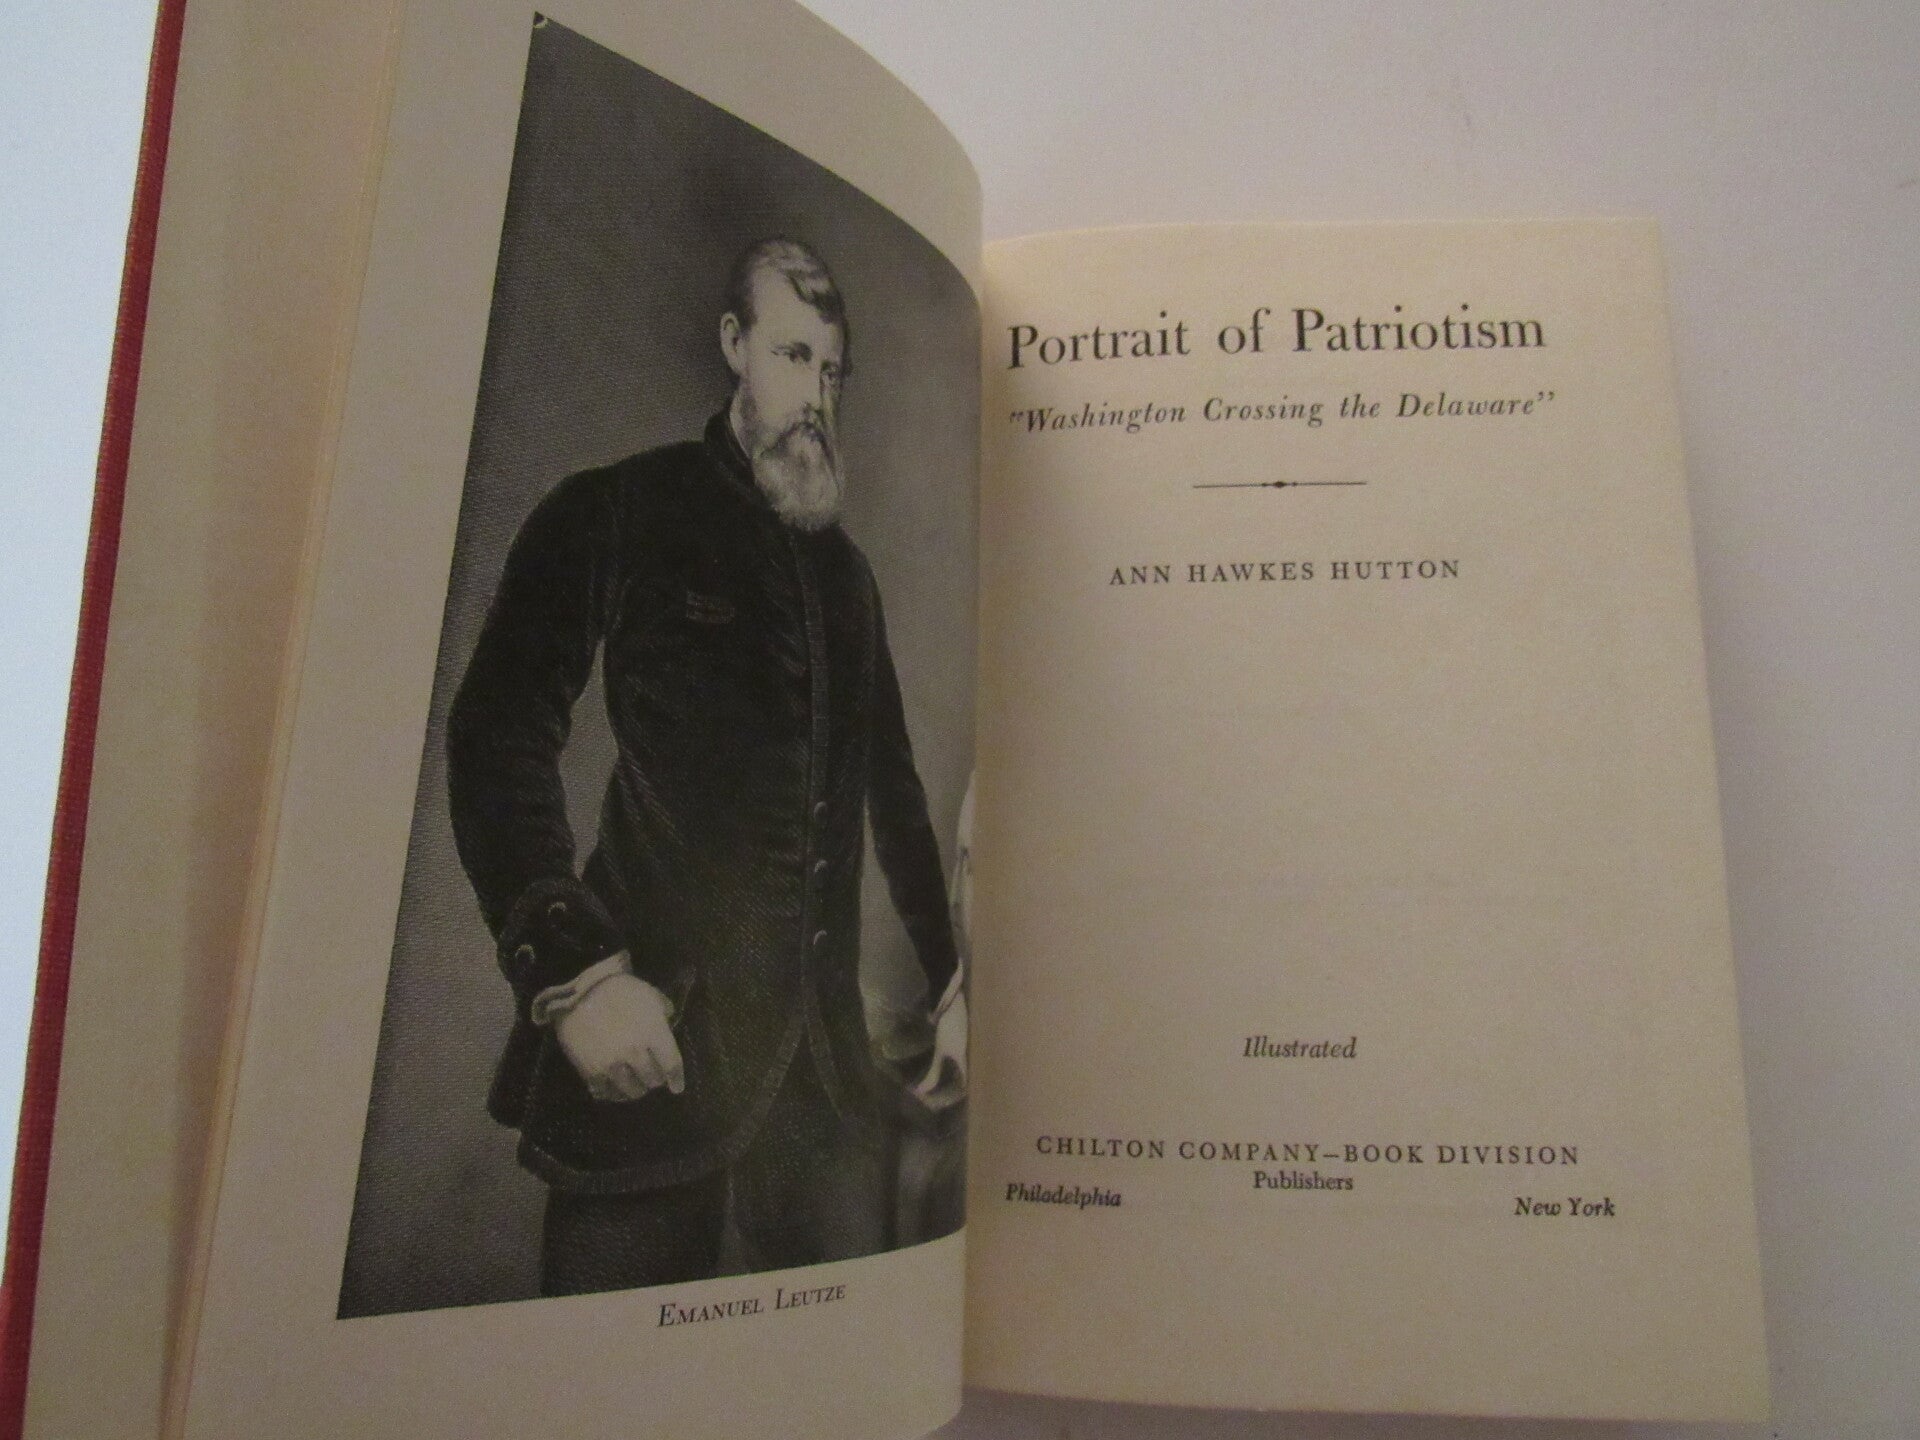 EMANUEL LEUTZE
Portrait of Patriotism
"Washington Crossing the Delaware"
ANN HAWKES HUTTON
Illustrated
CHILTON COMPANY—BOOK DIVISION
Publishers
Philadelphia New York